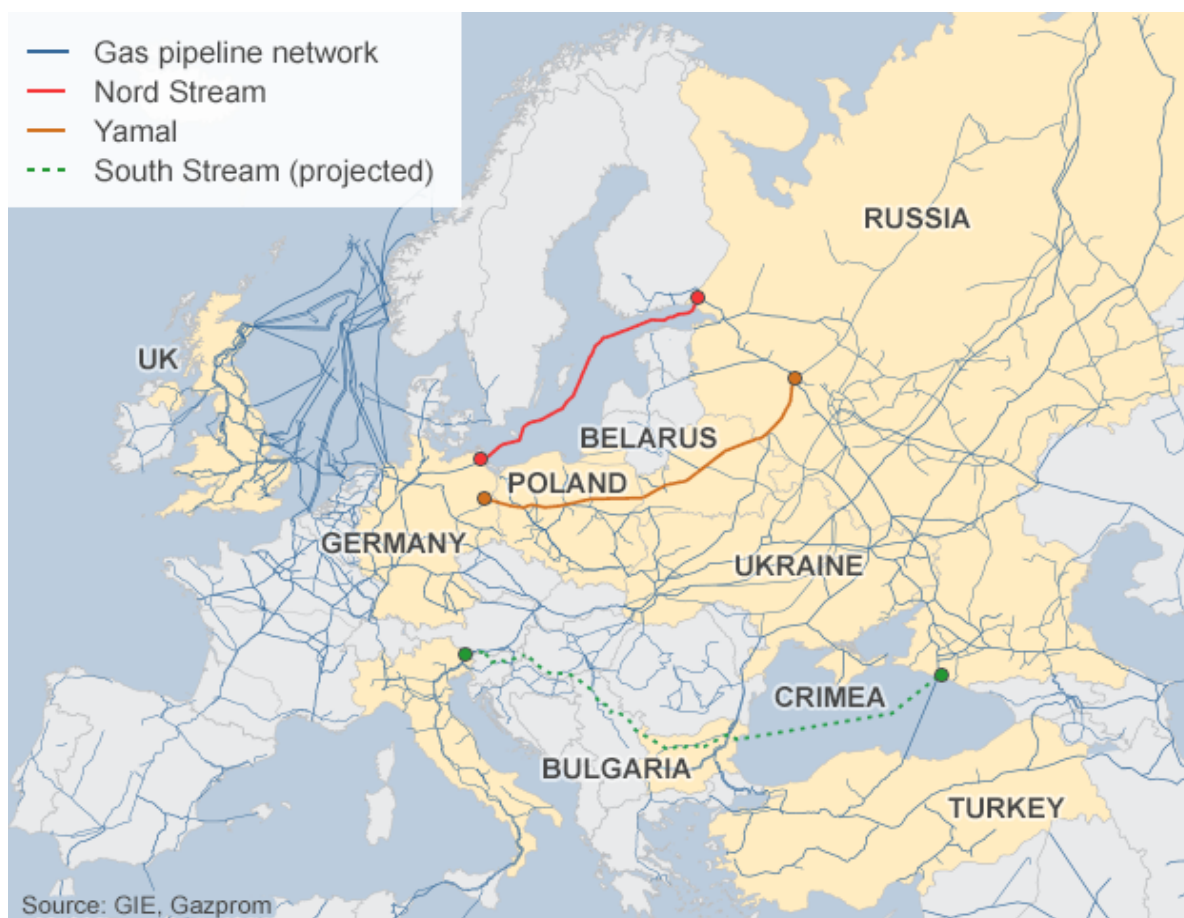 Gas pipeline network
Nord Stream
Yamal
South Stream (projected)
RUSSIA
UK
BELARUS
POLAND
GERMANY
UKRAINE
CRIMEA
BULGARIA
TURKEY
Source: GIE, Gazprom